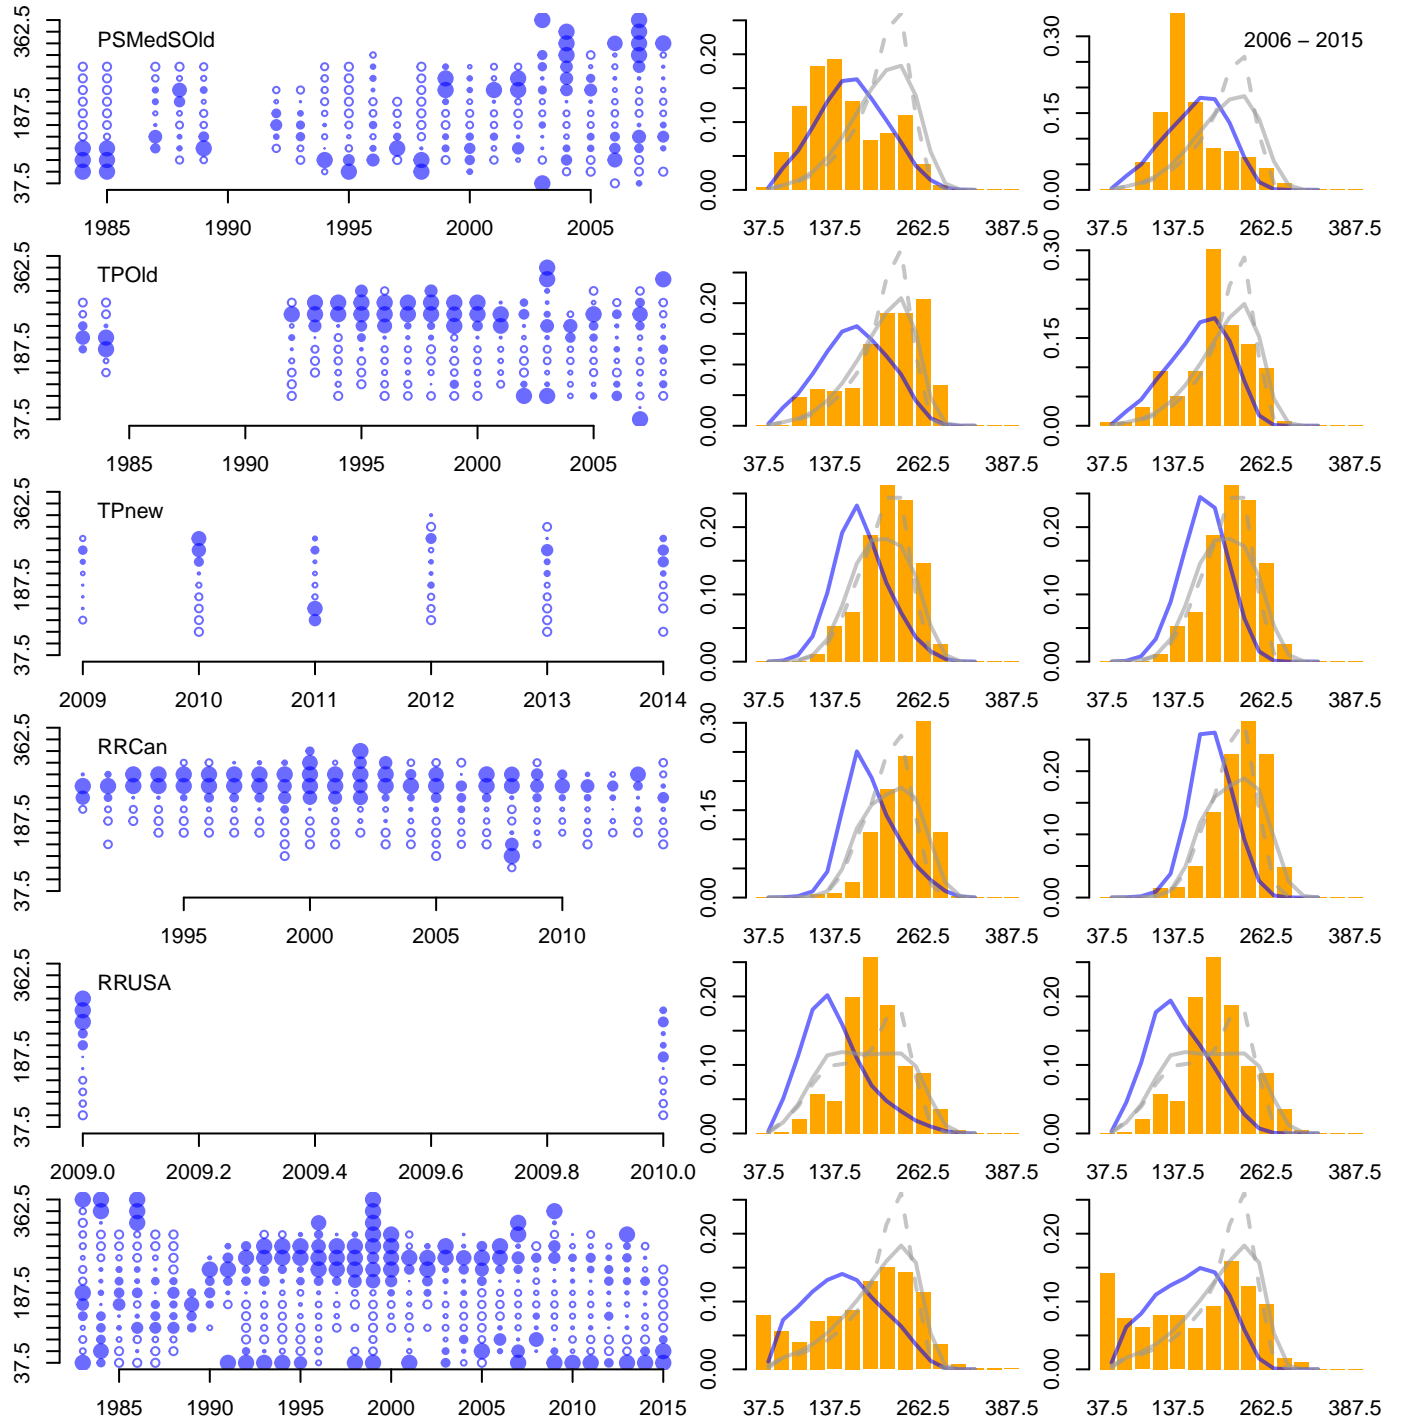 362.5 187.5 37.5 PSMedSOld 0.20 0.10 0.00 0.30 0.15 0.00 2006 – 2015
1985 1990 1995 2000 2005 37.5 137.5 262.5 387.5 37.5 137.5 262.5 387.5
362.5 187.5 37.5 TPOld 0.20 0.10 0.00 0.30 0.15 0.00
1985 1990 1995 2000 2005 37.5 137.5 262.5 387.5 37.5 137.5 262.5 387.5
362.5 187.5 37.5 TPnew 0.20 0.10 0.00 0.20 0.10 0.00
2009 2010 2011 2012 2013 2014 37.5 137.5 262.5 387.5 37.5 137.5 262.5 387.5
362.5 187.5 37.5 RRCan 0.30 0.15 0.00 0.20 0.10 0.00
1995 2000 2005 2010 37.5 137.5 262.5 387.5 37.5 137.5 262.5 387.5
362.5 187.5 37.5 RRUSA 0.20 0.10 0.00 0.20 0.10 0.00
2009.0 2009.2 2009.4 2009.6 2009.8 2010.0 37.5 137.5 262.5 387.5 37.5 137.5 262.5 387.5
362.5 187.5 37.5 0.20 0.10 0.00 0.20 0.10 0.00
1985 1990 1995 2000 2005 2010 2015 37.5 137.5 262.5 387.5 37.5 137.5 262.5 387.5